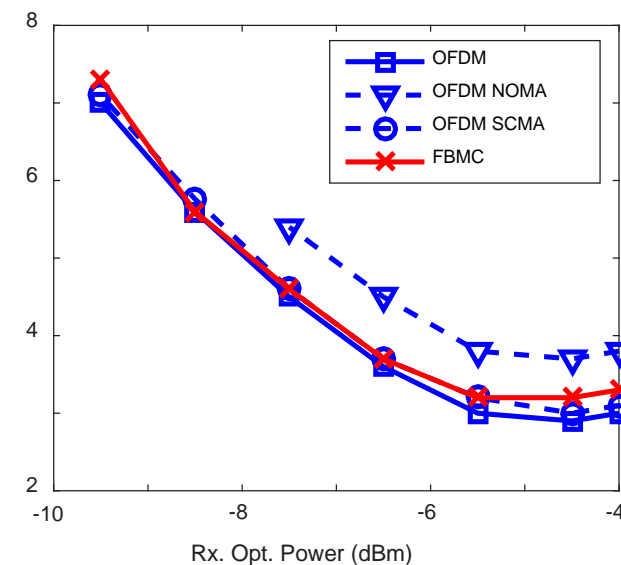 8
OFDM
OFDM NOMA
OFDM SCMA
FBMC
6
4
2
-10 -8 -6 -4
Rx. Opt. Power (dBm)